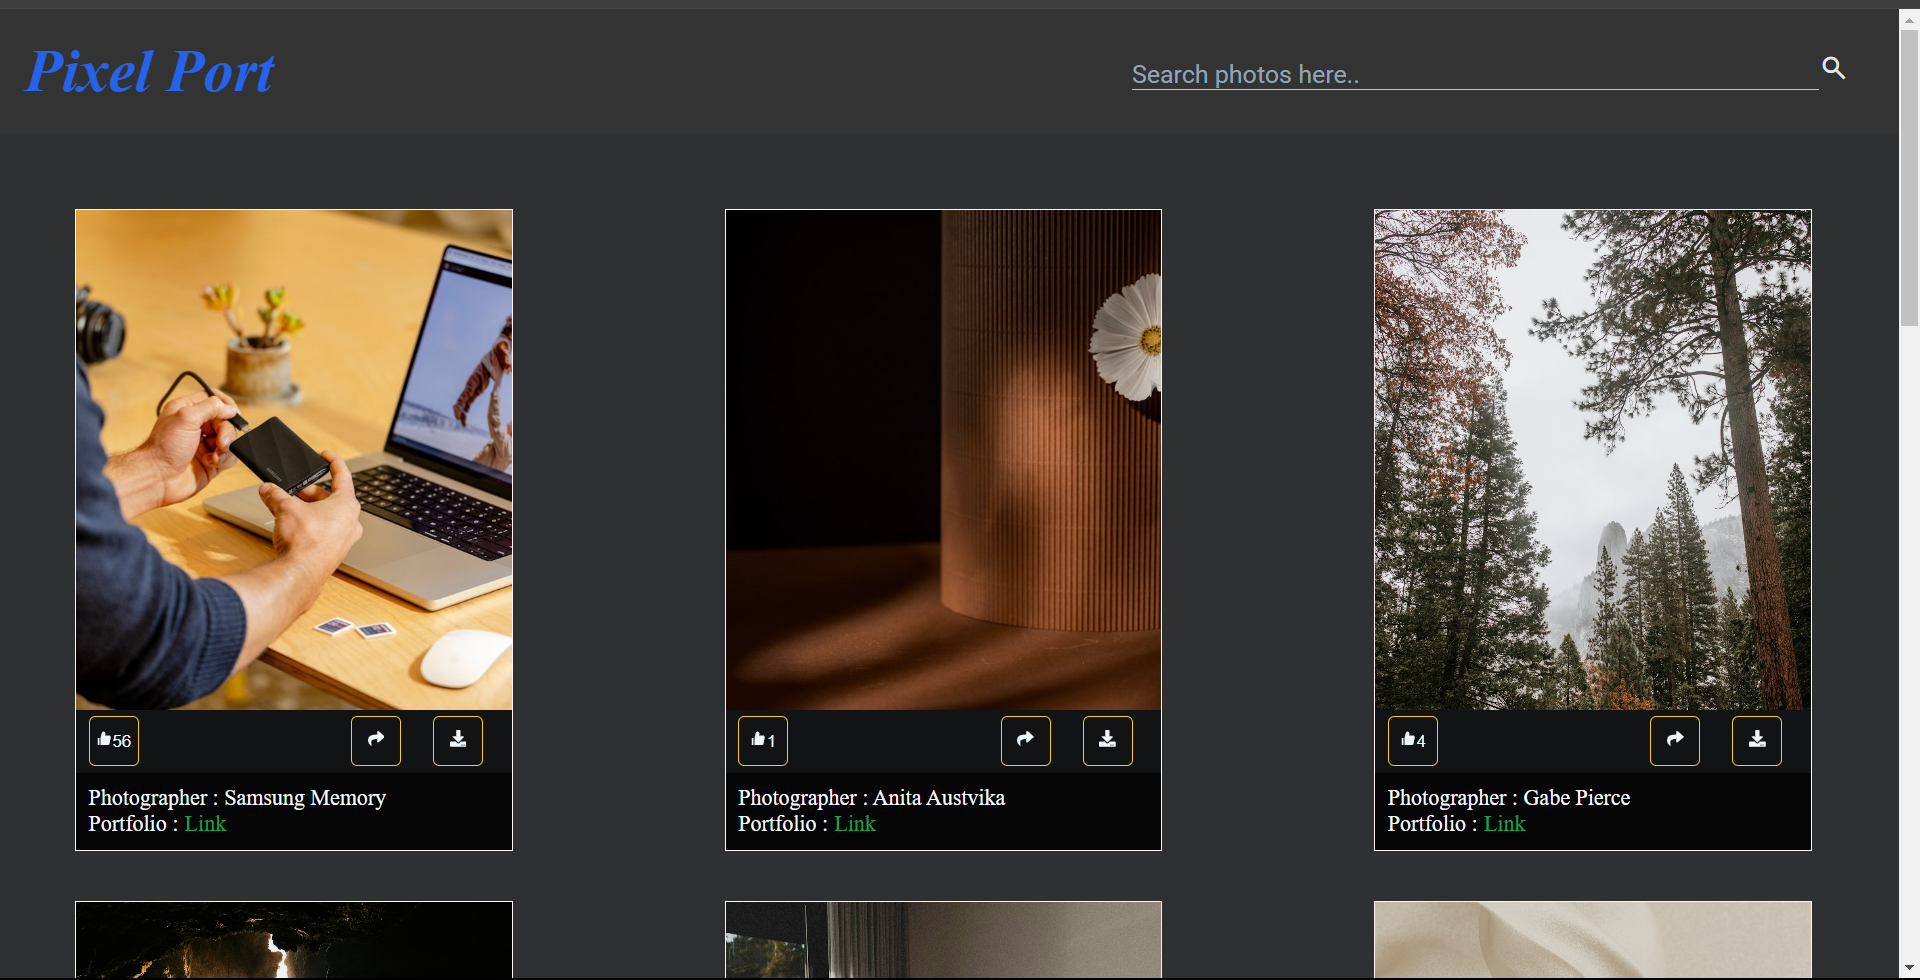 Pixel Port
Search photos here..
56
1
4
Photographer : Samsung Memory
Portfolio : Link
Photographer : Anita Austvika
Portfolio : Link
Photographer : Gabe Pierce
Portfolio : Link